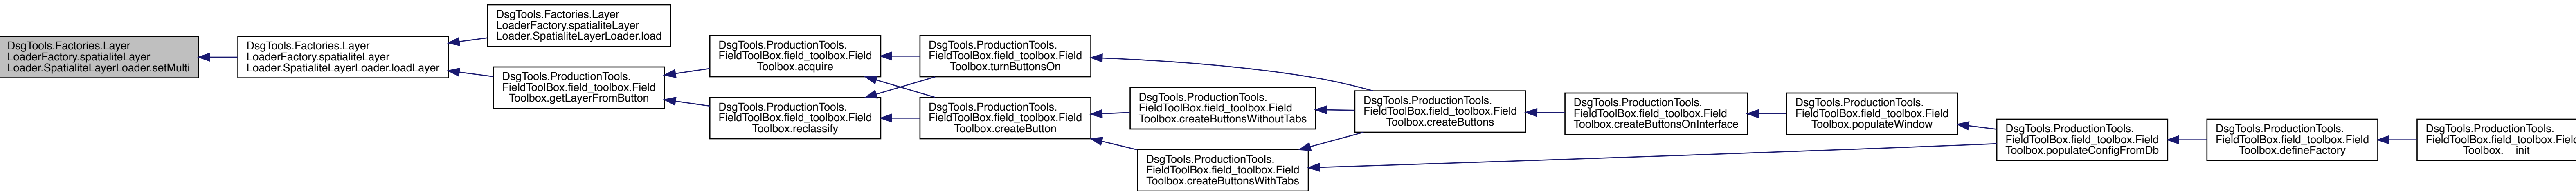 DsgTools.Factories.Layer
LoaderFactory.spatialiteLayer
Loader.SpatialiteLayerLoader.setMulti
DsgTools.Factories.Layer
LoaderFactory.spatialiteLayer
Loader.SpatialiteLayerLoader.loadLayer
DsgTools.Factories.Layer
LoaderFactory.spatialiteLayer
Loader.SpatialiteLayerLoader.load
DsgTools.ProductionTools.
FieldToolBox.field_toolbox.Field
Toolbox.getLayerFromButton
DsgTools.ProductionTools.
FieldToolBox.field_toolbox.Field
Toolbox.acquire
DsgTools.ProductionTools.
FieldToolBox.field_toolbox.Field
Toolbox.reclassify
DsgTools.ProductionTools.
FieldToolBox.field_toolbox.Field
Toolbox.turnButtonsOn
DsgTools.ProductionTools.
FieldToolBox.field_toolbox.Field
Toolbox.createButton
DsgTools.ProductionTools.
FieldToolBox.field_toolbox.Field
Toolbox.createButtonsWithoutTabs
DsgTools.ProductionTools.
FieldToolBox.field_toolbox.Field
Toolbox.createButtonsWithTabs
DsgTools.ProductionTools.
FieldToolBox.field_toolbox.Field
Toolbox.createButtons
DsgTools.ProductionTools.
FieldToolBox.field_toolbox.Field
Toolbox.createButtonsOnInterface
DsgTools.ProductionTools.
FieldToolBox.field_toolbox.Field
Toolbox.populateWindow
DsgTools.ProductionTools.
FieldToolBox.field_toolbox.Field
Toolbox.populateConfigFromDb
DsgTools.ProductionTools.
FieldToolBox.field_toolbox.Field
Toolbox.defineFactory
DsgTools.ProductionTools.
FieldToolBox.field_toolbox.Field
Toolbox.__init__